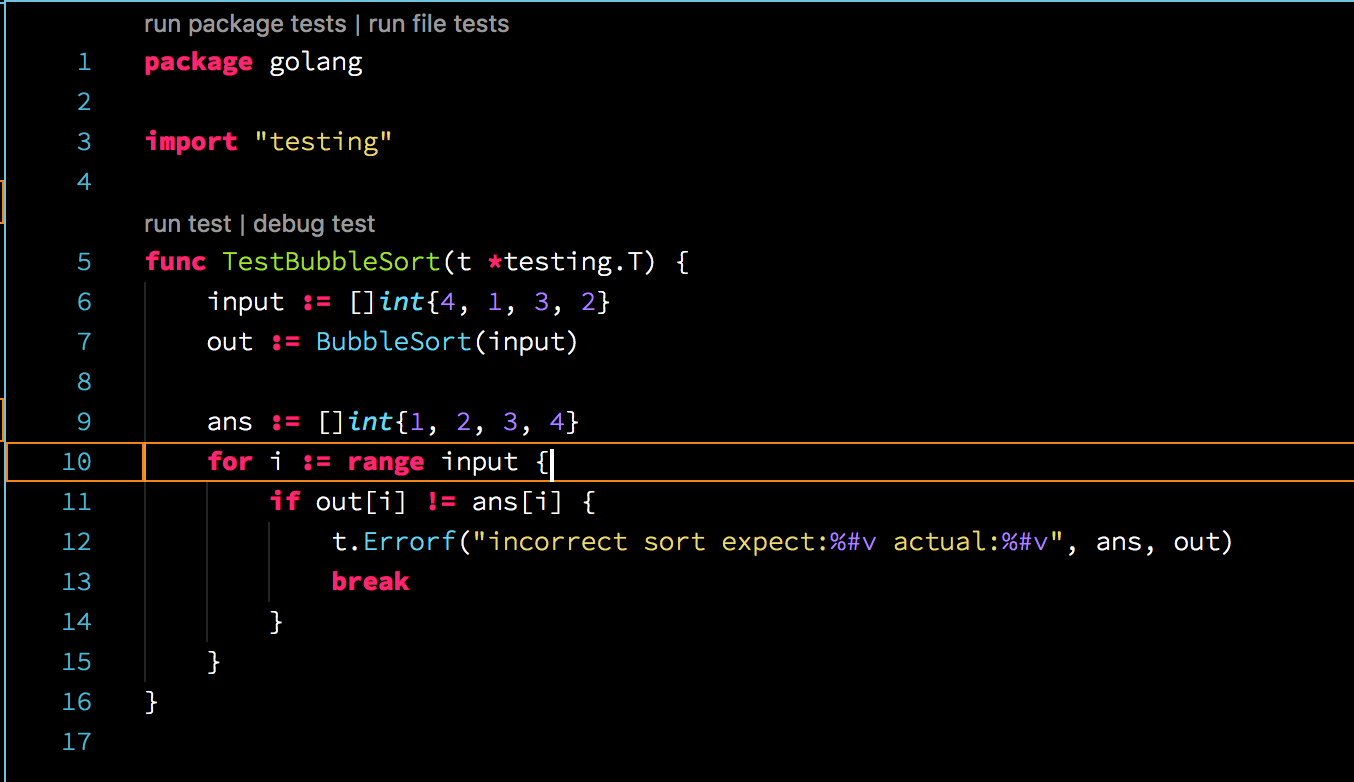 run package tests | run file tests
1 package golang
2
3 import "testing"
4
run test | debug test
5 func TestBubbleSort(t *testing.T) {
6 input := []int{4, 1, 3, 2}
7 out := BubbleSort(input)
8
9 ans := []int{1, 2, 3, 4}
10 for i := range input {
11 if out[i] != ans[i] {
12 t.Errorf("incorrect sort expect:%#v actual:%#v", ans, out)
13 break
14 }
15 }
16 }
17